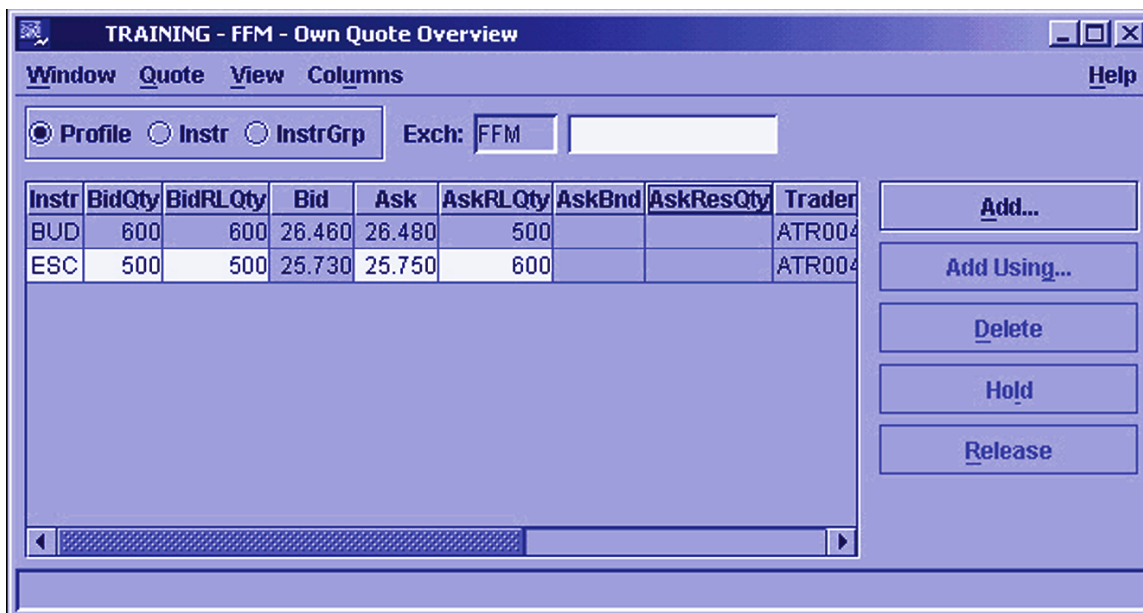 TRAINING - FFM - Own Quote Overview
Window Quote View Columns Help
Profile Instr InstrGrp Exch: FFM
Instr BidQty BidRLQty Bid Ask AskRLQty AskBnd AskResQty Trader
BUD 600 600 26.460 26.480 500 ATR004
ESC 500 500 25.730 25.750 600 ATR004
Add...
Add Using...
Delete
Hold
Release